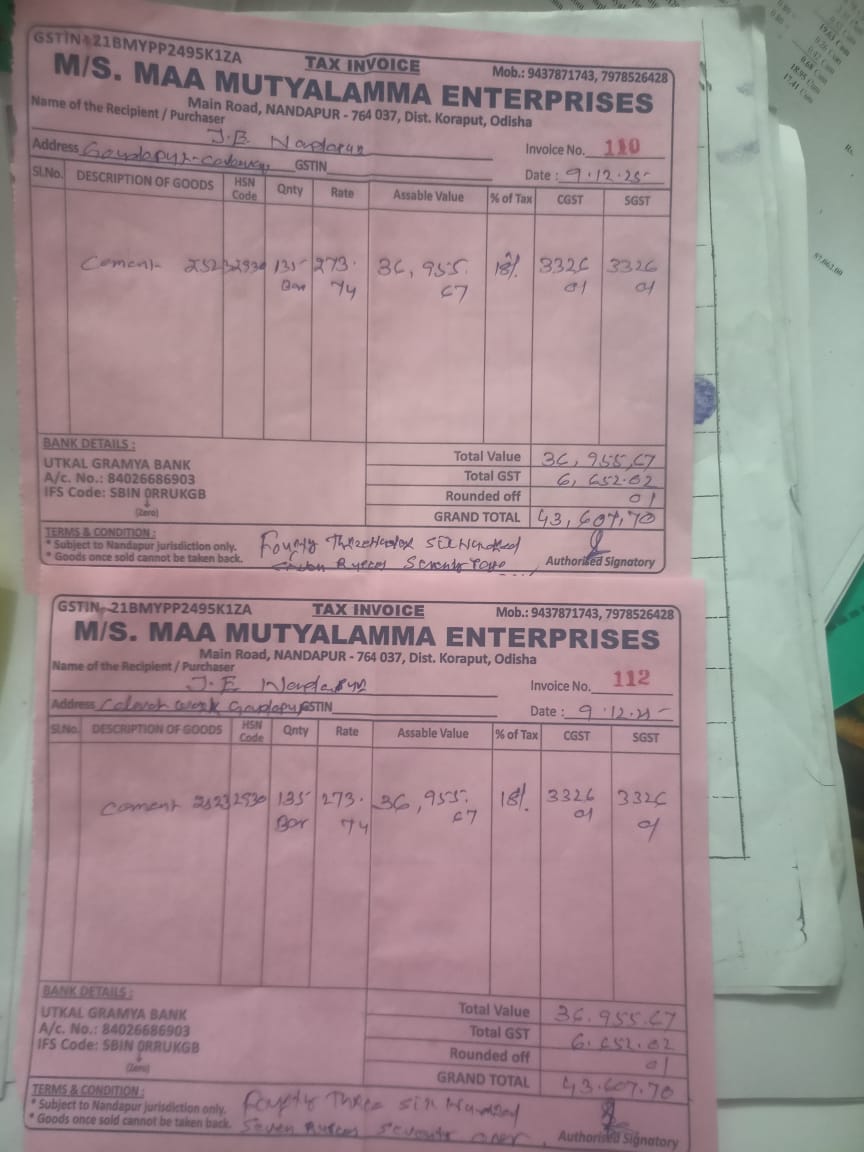 GSTIN - 21BMYPP2495K1ZA TAX INVOICE Mob.: 9437871743, 7978526428
M/S. MAA MUTYALAMMA ENTERPRISES
Main Road, NANDAPUR - 764 037, Dist. Koraput, Odisha
Name of the Recipient / Purchaser
Invoice No. 110
Address GSTIN
Date : 9.12.25
Sl.No. DESCRIPTION OF GOODS HSN Code Qnty Rate Assable Value % of Tax CGST SGST
Cement 25232930 135 273. 36,955. 18% 3326 3326
74 67 01 01
BANK DETAILS :
UTKAL GRAMYA BANK
A/c. No.: 84026686903
IFS Code: SBIN 0RRUKGB
(Zero)
Total Value 36,955.67
Total GST 6,652.02
Rounded off 01
GRAND TOTAL 43,607.70
TERMS & CONDITION :
* Subject to Nandapur jurisdiction only.
* Goods once sold cannot be taken back.
Authorised Signatory
GSTIN - 21BMYPP2495K1ZA TAX INVOICE Mob.: 9437871743, 7978526428
M/S. MAA MUTYALAMMA ENTERPRISES
Main Road, NANDAPUR - 764 037, Dist. Koraput, Odisha
Name of the Recipient / Purchaser
J.E
Invoice No. 112
Address GSTIN
Date : 9.12.25
Sl.No. DESCRIPTION OF GOODS HSN Code Qnty Rate Assable Value % of Tax CGST SGST
Cement 25232930 135 273. 36,955. 18% 3326 3326
74 67 01 01
BANK DETAILS :
UTKAL GRAMYA BANK
A/c. No.: 84026686903
IFS Code: SBIN 0RRUKGB
(Zero)
Total Value 36.955.67
Total GST 6.652.02
Rounded off 01
GRAND TOTAL 43.607.70
TERMS & CONDITION :
* Subject to Nandapur jurisdiction only.
* Goods once sold cannot be taken back.
Authorised Signatory